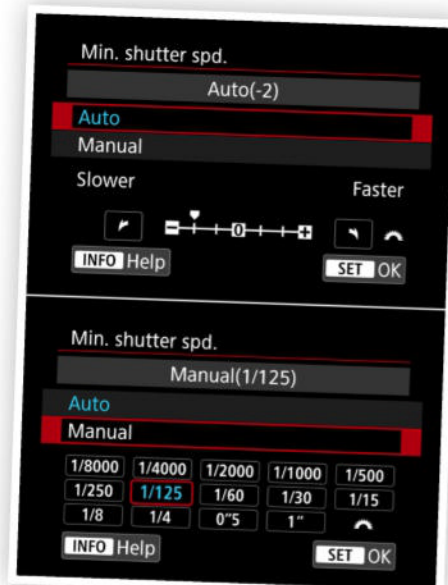 Min. shutter spd.
Auto(-2)
Auto
Manual
Slower Faster
- 0 +
INFO Help SET OK
Min. shutter spd.
Manual(1/125)
Auto
Manual
1/8000 1/4000 1/2000 1/1000 1/500
1/250 1/125 1/60 1/30 1/15
1/8 1/4 0"5 1"
INFO Help SET OK